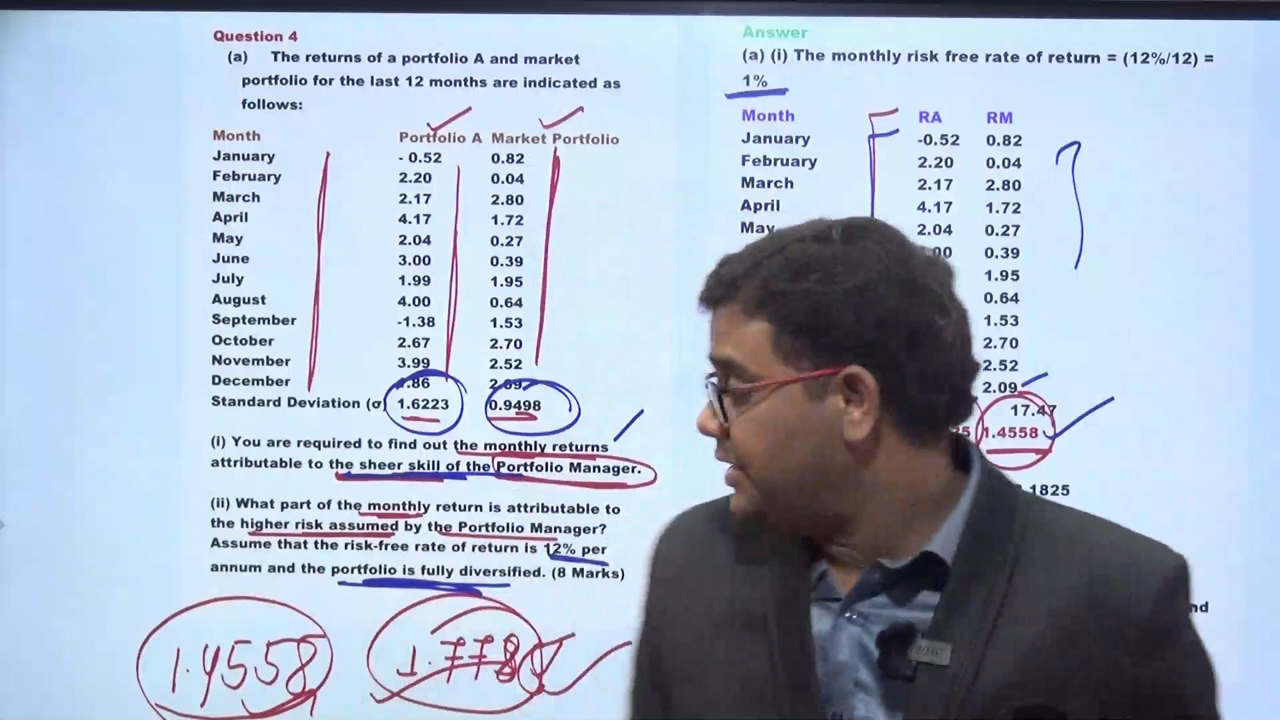 Question 4
(a) The returns of a portfolio A and market
portfolio for the last 12 months are indicated as
follows:
Month Portfolio A Market Portfolio
January - 0.52 0.82
February 2.20 0.04
March 2.17 2.80
April 4.17 1.72
May 2.04 0.27
June 3.00 0.39
July 1.99 1.95
August 4.00 0.64
September -1.38 1.53
October 2.67 2.70
November 3.99 2.52
December 1.86 2.09
Standard Deviation (σ 1.6223 0.9498
(i) You are required to find out the monthly returns
attributable to the sheer skill of the Portfolio Manager.
(ii) What part of the monthly return is attributable to
the higher risk assumed by the Portfolio Manager?
Assume that the risk-free rate of return is 12% per
annum and the portfolio is fully diversified. (8 Marks)
1.4558
Answer
(a) (i) The monthly risk free rate of return = (12%/12) =
1%
Month RA RM
January -0.52 0.82
February 2.20 0.04
March 2.17 2.80
April 4.17 1.72
May 2.04 0.27
.00 0.39
1.95
0.64
1.53
2.70
2.52
2.09
17.47
1.4558
.1825
nd